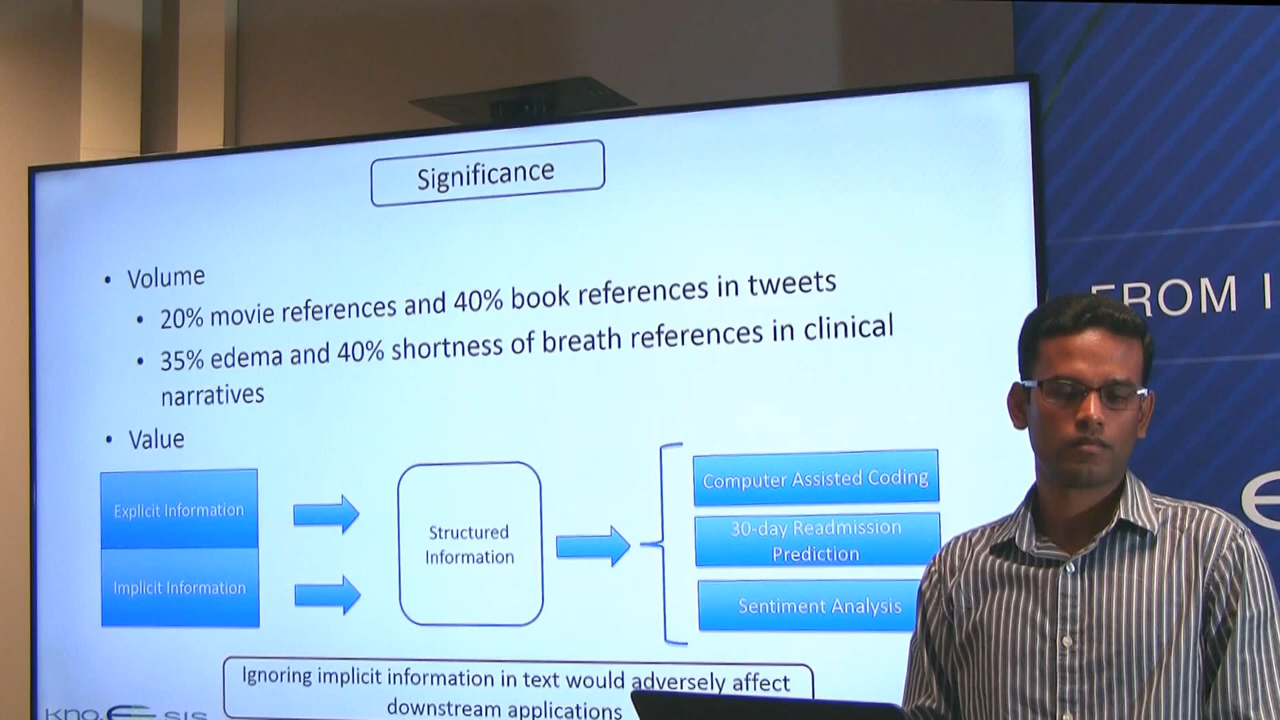 Significance
• Volume
• 20% movie references and 40% book references in tweets
• 35% edema and 40% shortness of breath references in clinical
narratives
• Value
Explicit Information
Implicit Information
Structured
Information
Computer Assisted Coding
30-day Readmission
Prediction
Sentiment Analysis
Ignoring implicit information in text would adversely affect
downstream applications
FROM I